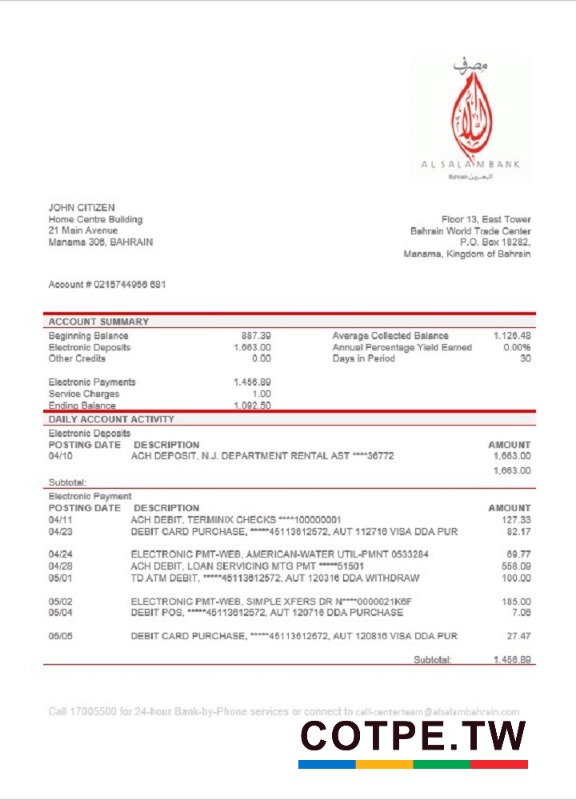 مصرف
السلام
ALSALAM BANK
Bahrain البحرين
JOHN CITIZEN
Home Centre Building
21 Main Avenue
Manama 306, BAHRAIN
Floor 13, East Tower
Bahrain World Trade Center
P.O. Box 18282,
Manama, Kingdom of Bahrain
Account # 0215744956 681
ACCOUNT SUMMARY
Beginning Balance 887.39 Average Collected Balance 1.126.48
Electronic Deposits 1.663.00 Annual Percentage Yield Earned 0.00%
Other Credits 0.00 Days in Period 30
Electronic Payments 1.456.89
Service Charges 1.00
Ending Balance 1.092.50
DAILY ACCOUNT ACTIVITY
Electronic Deposits
POSTING DATE DESCRIPTION AMOUNT
04/10 ACH DEPOSIT, N.J. DEPARTMENT RENTAL AST ****36772 1,663.00
1,663.00
Subtotal:
Electronic Payment
POSTING DATE DESCRIPTION AMOUNT
04/11 ACH DEBIT, TERMINIX CHECKS ****100000001 127.33
04/23 DEBIT CARD PURCHASE, *****45113612572, AUT 112716 VISA DDA PUR 82.17
04/24 ELECTRONIC PMT-WEB, AMERICAN-WATER UTIL-PMNT 0533284 69.77
04/28 ACH DEBIT, LOAN SERVICING MTG PMT *****51501 558.09
05/01 TD ATM DEBIT, *****45113612572, AUT 120316 DDA WITHDRAW 100.00
05/02 ELECTRONIC PMT-WEB, SIMPLE XFERS DR N****0000021K6F 185.00
05/04 DEBIT POS, *****45113612572, AUT 120716 DDA PURCHASE 7.06
05/05 DEBIT CARD PURCHASE, *****45113612572, AUT 120816 VISA DDA PUR 27.47
Subtotal: 1.456.89
Call 17005500 for 24-hour Bank-by-Phone services or connect to call-centerteam@alsalambahrain.com
COTPE.TW